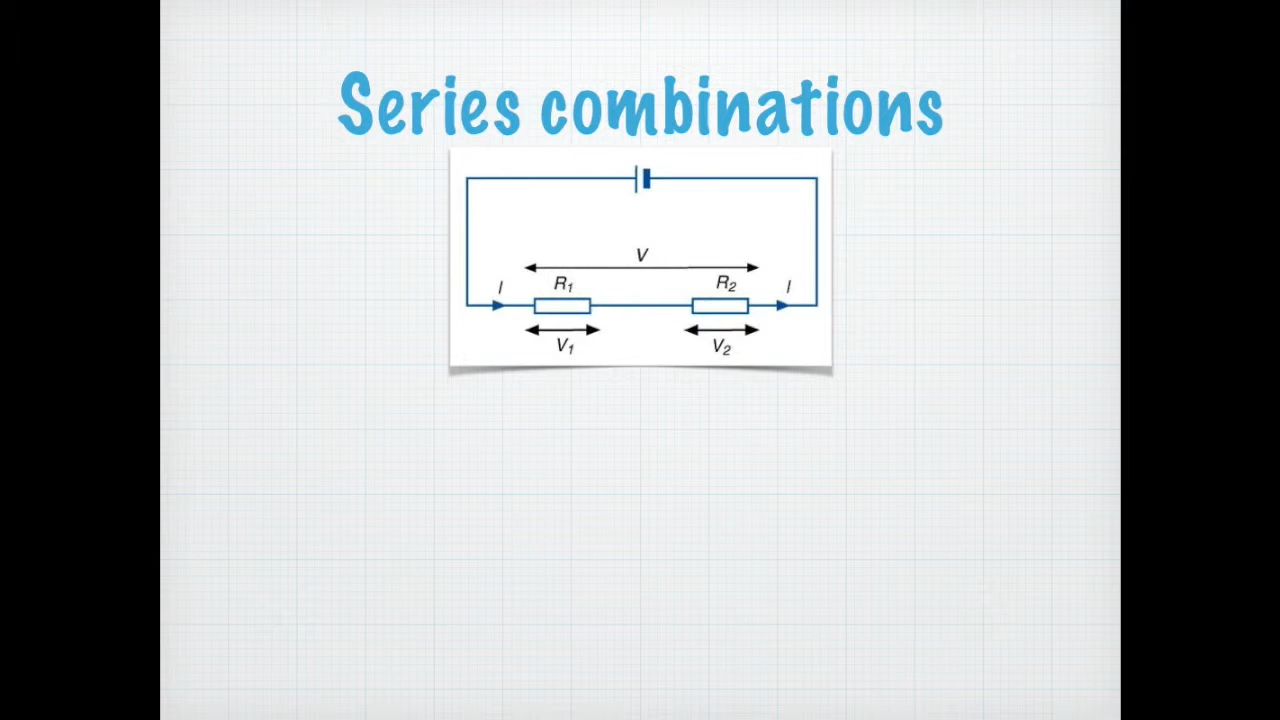 Series combinations
V
I R₁ R₂ I
V₁ V₂